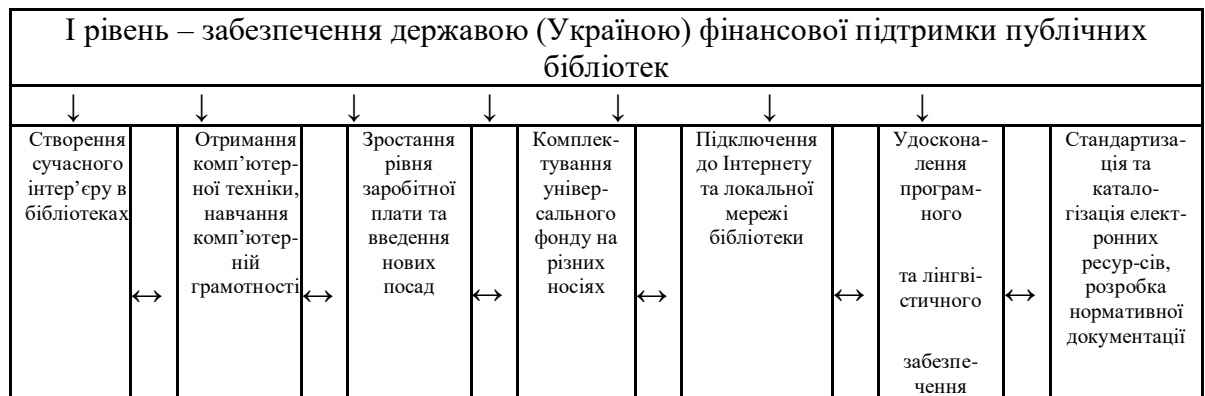 І рівень – забезпечення державою (Україною) фінансової підтримки публічних
бібліотек
↓ ↓ ↓ ↓ ↓ ↓ ↓
Створення
сучасного
інтер’єру в
бібліотеках
↔
Отримання
комп’ютер-
ної техніки,
навчання
комп’ютер-
ній
грамотності
↔
Зростання
рівня
заробітної
плати та
введення
нових
посад
↔
Комплек-
тування
універ-
сального
фонду на
різних
носіях
↔
Підключення
до Інтернету
та локальної
мережі
бібліотеки
↔
Удоскона-
лення
програм-
ного
та лінгві-
стичного
забезпе-
чення
↔
Стандартиза-
ція та
катало-
гізація елект-
ронних
ресур-сів,
розробка
нормативної
документації